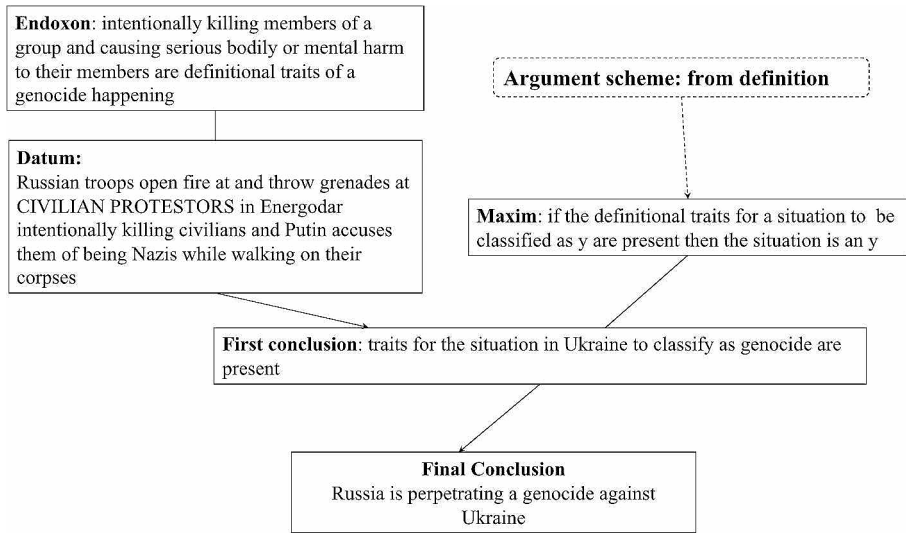 Endoxon: intentionally killing members of a
group and causing serious bodily or mental harm
to their members are definitional traits of a
genocide happening
Argument scheme: from definition
Datum:
Russian troops open fire at and throw grenades at
CIVILIAN PROTESTORS in Energodar
intentionally killing civilians and Putin accuses
them of being Nazis while walking on their
corpses
Maxim: if the definitional traits for a situation to be
classified as y are present then the situation is an y
First conclusion: traits for the situation in Ukraine to classify as genocide are
present
Final Conclusion
Russia is perpetrating a genocide against
Ukraine